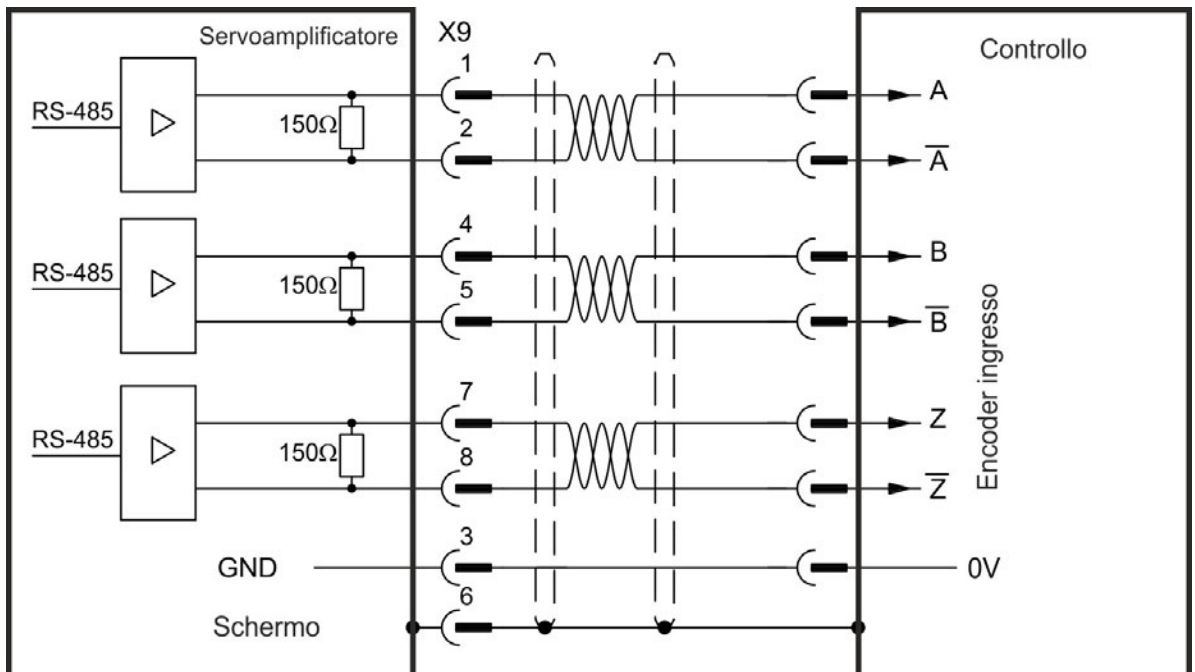 Servoamplificatore
X9
Controllo
1
A
RS-485
150Ω
2
A̅
4
B
RS-485
150Ω
5
B̅
7
Z
RS-485
150Ω
8
Z̅
Encoder ingresso
3
GND
0V
6
Schermo